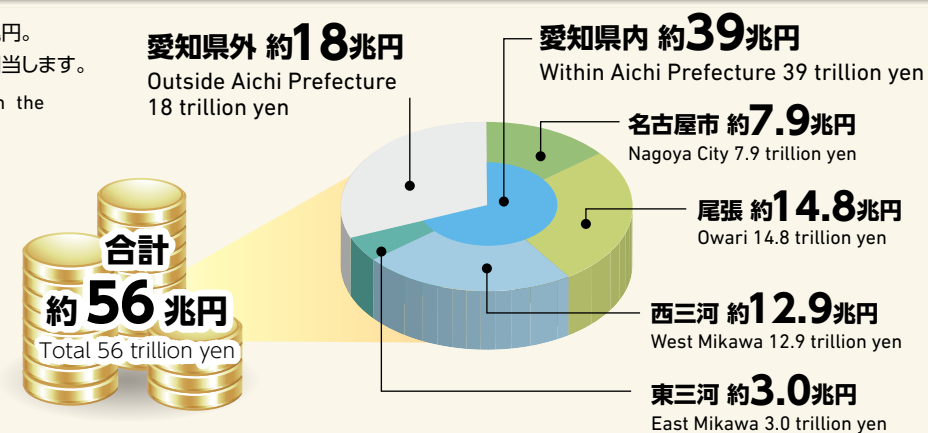 円。
当します。
the
愛知県外 約18兆円
Outside Aichi Prefecture
18 trillion yen
愛知県内 約39兆円
Within Aichi Prefecture 39 trillion yen
名古屋市 約7.9兆円
Nagoya City 7.9 trillion yen
尾張 約14.8兆円
Owari 14.8 trillion yen
合計
約56兆円
Total 56 trillion yen
西三河 約12.9兆円
West Mikawa 12.9 trillion yen
東三河 約3.0兆円
East Mikawa 3.0 trillion yen